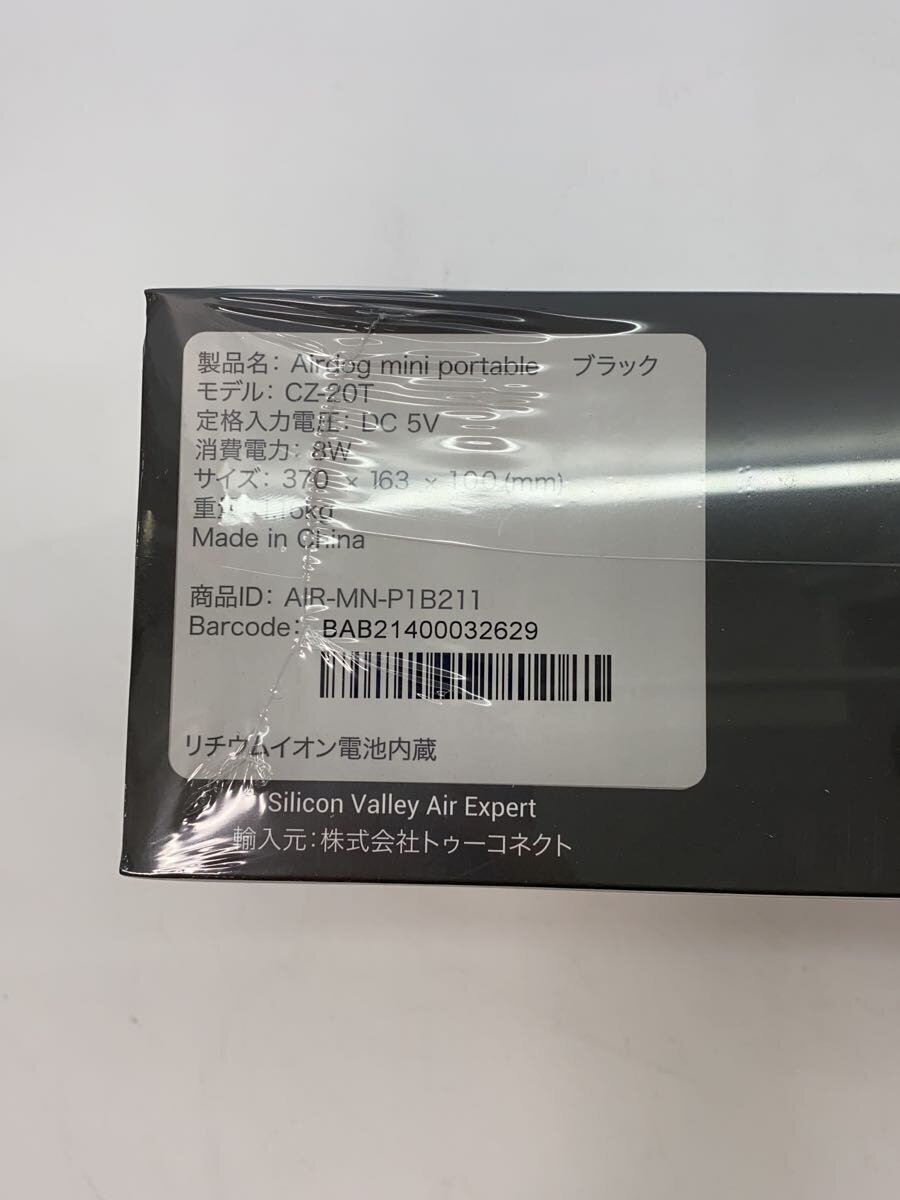 製品名: Airdog mini portable ブラック
モデル: CZ-20T
定格入力電圧: DC 5V
消費電力: 8W
サイズ: 370 × 163 × 100 (mm)
重量: 1.16kg
Made in China
商品ID: AIR-MN-P1B211
Barcode: BAB21400032629
リチウムイオン電池内蔵
Silicon Valley Air Expert
輸入元:株式会社トゥーコネクト